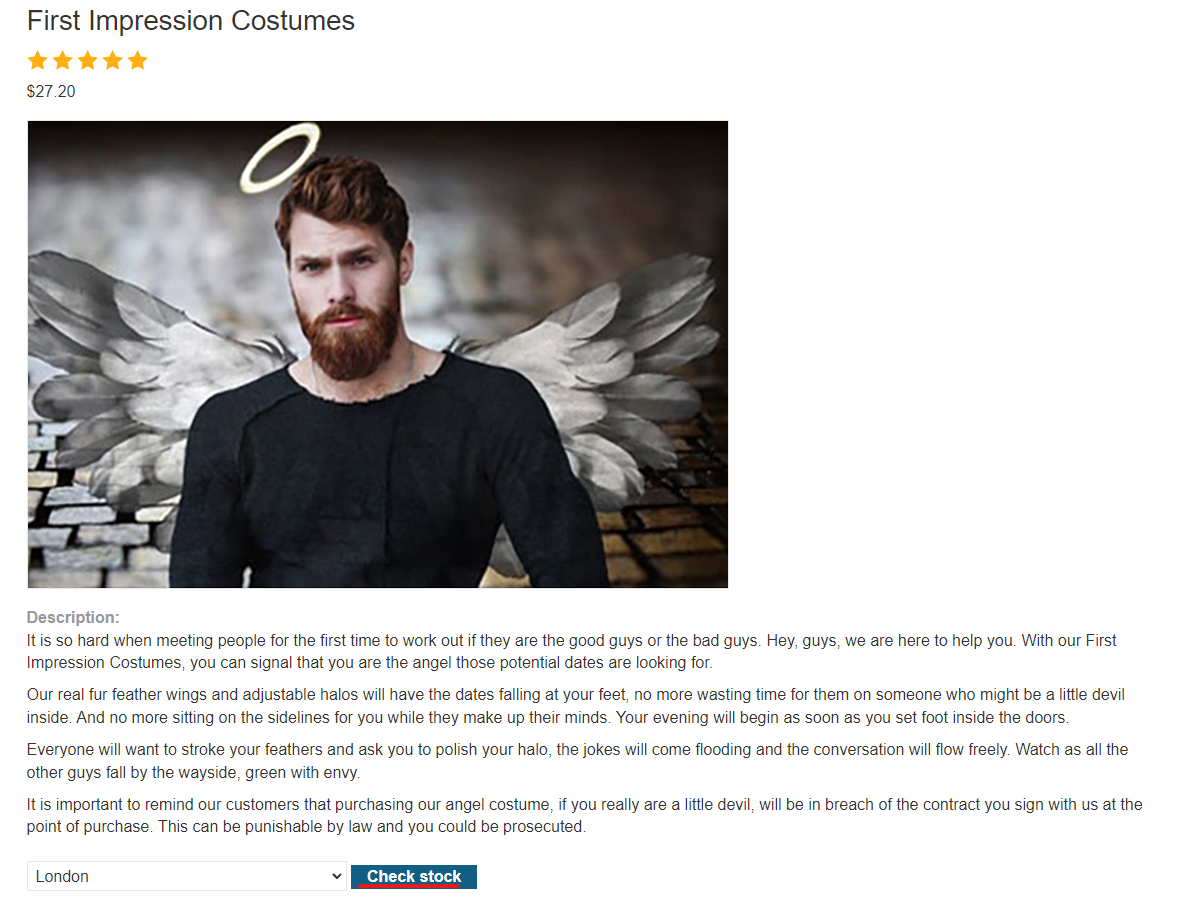 First Impression Costumes
$27.20
Description:
It is so hard when meeting people for the first time to work out if they are the good guys or the bad guys. Hey, guys, we are here to help you. With our First
Impression Costumes, you can signal that you are the angel those potential dates are looking for.
Our real fur feather wings and adjustable halos will have the dates falling at your feet, no more wasting time for them on someone who might be a little devil
inside. And no more sitting on the sidelines for you while they make up their minds. Your evening will begin as soon as you set foot inside the doors.
Everyone will want to stroke your feathers and ask you to polish your halo, the jokes will come flooding and the conversation will flow freely. Watch as all the
other guys fall by the wayside, green with envy.
It is important to remind our customers that purchasing our angel costume, if you really are a little devil, will be in breach of the contract you sign with us at the
point of purchase. This can be punishable by law and you could be prosecuted.
London Check stock